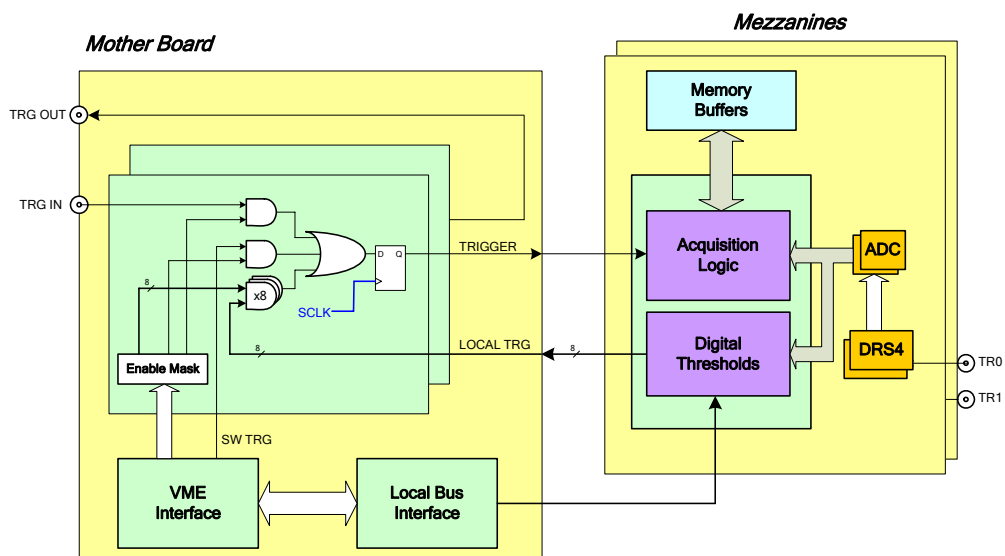 Mother Board
Mezzanines
TRG OUT
TRG IN
Memory
Buffers
Acquisition
Logic
ADC
DRS4
TR0
TR1
Digital
Thresholds
TRIGGER
D Q
SCLK
x8
8
8
LOCAL TRG
8
Enable Mask
SW TRG
VME
Interface
Local Bus
Interface